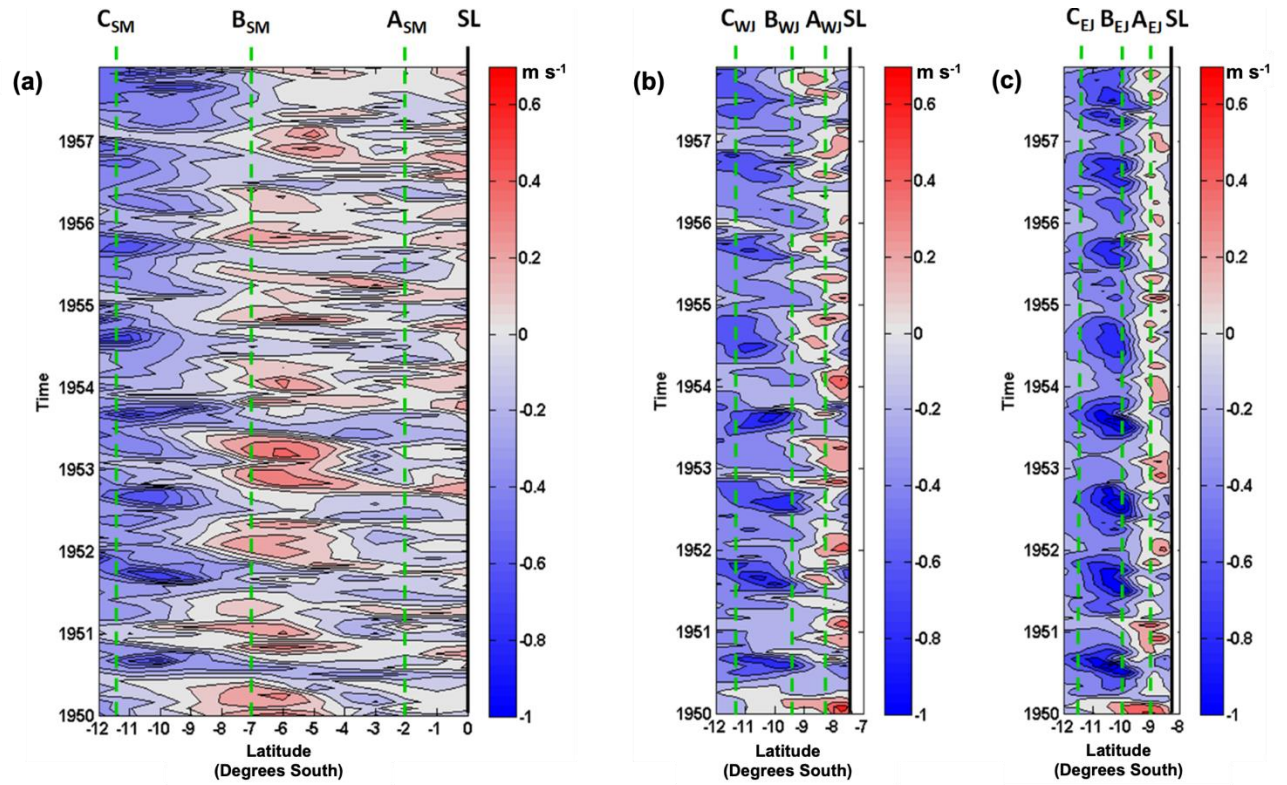 C_SM B_SM A_SM SL
(a)
m s⁻¹
0.6
0.4
0.2
0
-0.2
-0.4
-0.6
-0.8
-1
Time
1957
1956
1955
1954
1953
1952
1951
1950
-12 -11 -10 -9 -8 -7 -6 -5 -4 -3 -2 -1 0
Latitude
(Degrees South)
C_WJ B_WJ A_WJ SL
(b)
m s⁻¹
0.6
0.4
0.2
0
-0.2
-0.4
-0.6
-0.8
-1
Time
1957
1956
1955
1954
1953
1952
1951
1950
-12 -11 -10 -9 -8 -7
Latitude
(Degrees South)
C_EJ B_EJ A_EJ SL
(c)
m s⁻¹
0.6
0.4
0.2
0
-0.2
-0.4
-0.6
-0.8
-1
Time
1957
1956
1955
1954
1953
1952
1951
1950
-12 -11 -10 -9 -8
Latitude
(Degrees South)